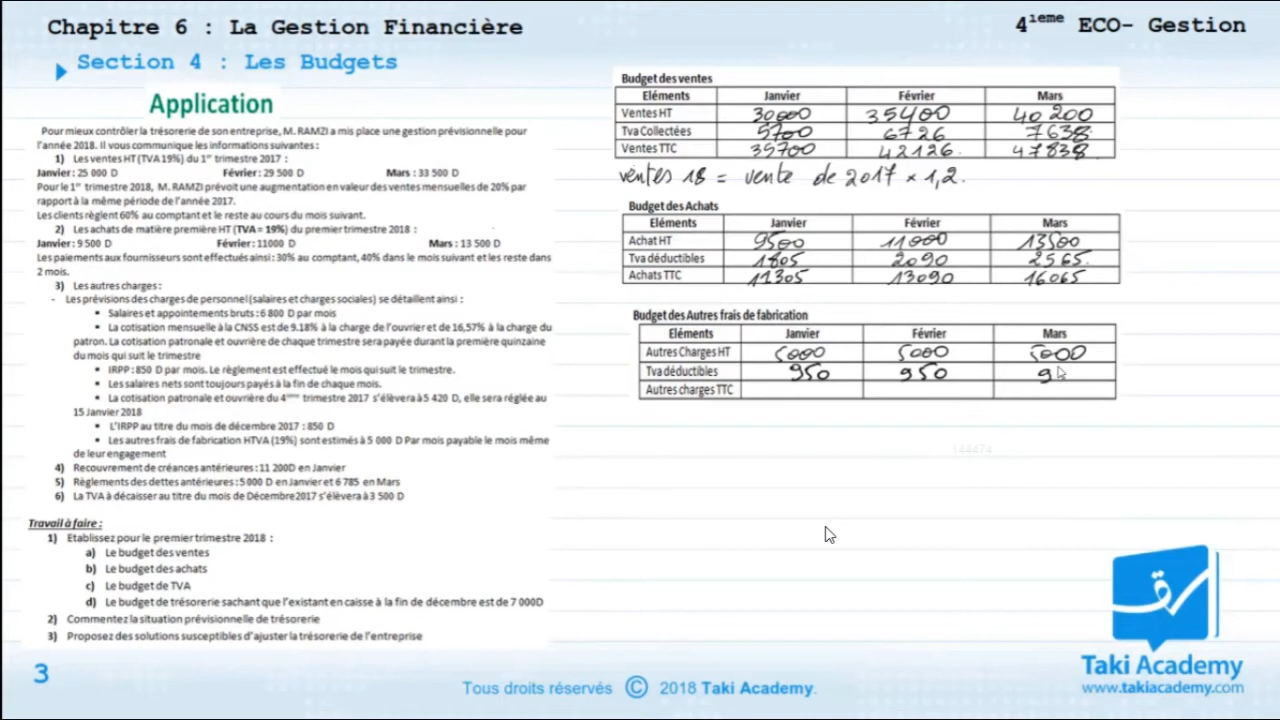 Chapitre 6 : La Gestion Financière
4ieme ECO- Gestion
Section 4 : Les Budgets
Application
Pour mieux contrôler la trésorerie de son entreprise, M. RAMZI a mis place une gestion prévisionnelle pour
l'année 2018. Il vous communique les informations suivantes :
1) Les ventes HT (TVA 19%) du 1er trimestre 2017 :
Janvier : 25 000 D Février : 29 500 D Mars : 33 500 D
Pour le 1er trimestre 2018, M. RAMZI prévoit une augmentation en valeur des ventes mensuelles de 20% par
rapport à la même période de l'année 2017.
Les clients règlent 60% au comptant et le reste au cours du mois suivant.
2) Les achats de matière première HT (TVA = 19%) du premier trimestre 2018 :
Janvier : 9 500 D Février : 11000 D Mars : 13 500 D
Les paiements aux fournisseurs sont effectués ainsi : 30% au comptant, 40% dans le mois suivant et les reste dans
2 mois.
3) Les autres charges :
- Les prévisions des charges de personnel (salaires et charges sociales) se détaillent ainsi :
▪ Salaires et appointements bruts : 6 800 D par mois
▪ La cotisation mensuelle à la CNSS est de 9.18% à la charge de l'ouvrier et de 16,57% à la charge du
patron. La cotisation patronale et ouvrière de chaque trimestre sera payée durant la première quinzaine
du mois qui suit le trimestre
▪ IRPP : 850 D par mois. Le règlement est effectué le mois qui suit le trimestre.
▪ Les salaires nets sont toujours payés à la fin de chaque mois.
▪ La cotisation patronale et ouvrière du 4ième trimestre 2017 s'élèvera à 5 420 D, elle sera réglée au
15 Janvier 2018
▪ L'IRPP au titre du mois de décembre 2017 : 850 D
▪ Les autres frais de fabrication HTVA (19%) sont estimés à 5 000 D Par mois payable le mois même
de leur engagement
4) Recouvrement de créances antérieures : 11 200D en Janvier
5) Règlements des dettes antérieures : 5 000 D en Janvier et 6 785 en Mars
6) La TVA à décaisser au titre du mois de Décembre 2017 s'élèvera à 3 500 D
Travail à faire :
1) Etablissez pour le premier trimestre 2018 :
a) Le budget des ventes
b) Le budget des achats
c) Le budget de TVA
d) Le budget de trésorerie sachant que l'existant en caisse à la fin de décembre est de 7 000D
2) Commentez la situation prévisionnelle de trésorerie
3) Proposez des solutions susceptibles d'ajuster la trésorerie de l'entreprise
Budget des ventes
Eléments Janvier Février Mars
Ventes HT 30000 35400 40 200
Tva Collectées 5700 6726 7638
Ventes TTC 35700 42126 47838
ventes 18 = vente de 2017 x 1,2.
Budget des Achats
Eléments Janvier Février Mars
Achat HT 9500 11000 13500
Tva déductibles 1805 2090 2565
Achats TTC 11305 13090 16065
Budget des Autres frais de fabrication
Eléments Janvier Février Mars
Autres Charges HT 5000 5000 5000
Tva déductibles 950 950 9
Autres charges TTC
144474
ق
Taki Academy
www.takiacademy.com
3
Tous droits réservés © 2018 Taki Academy.